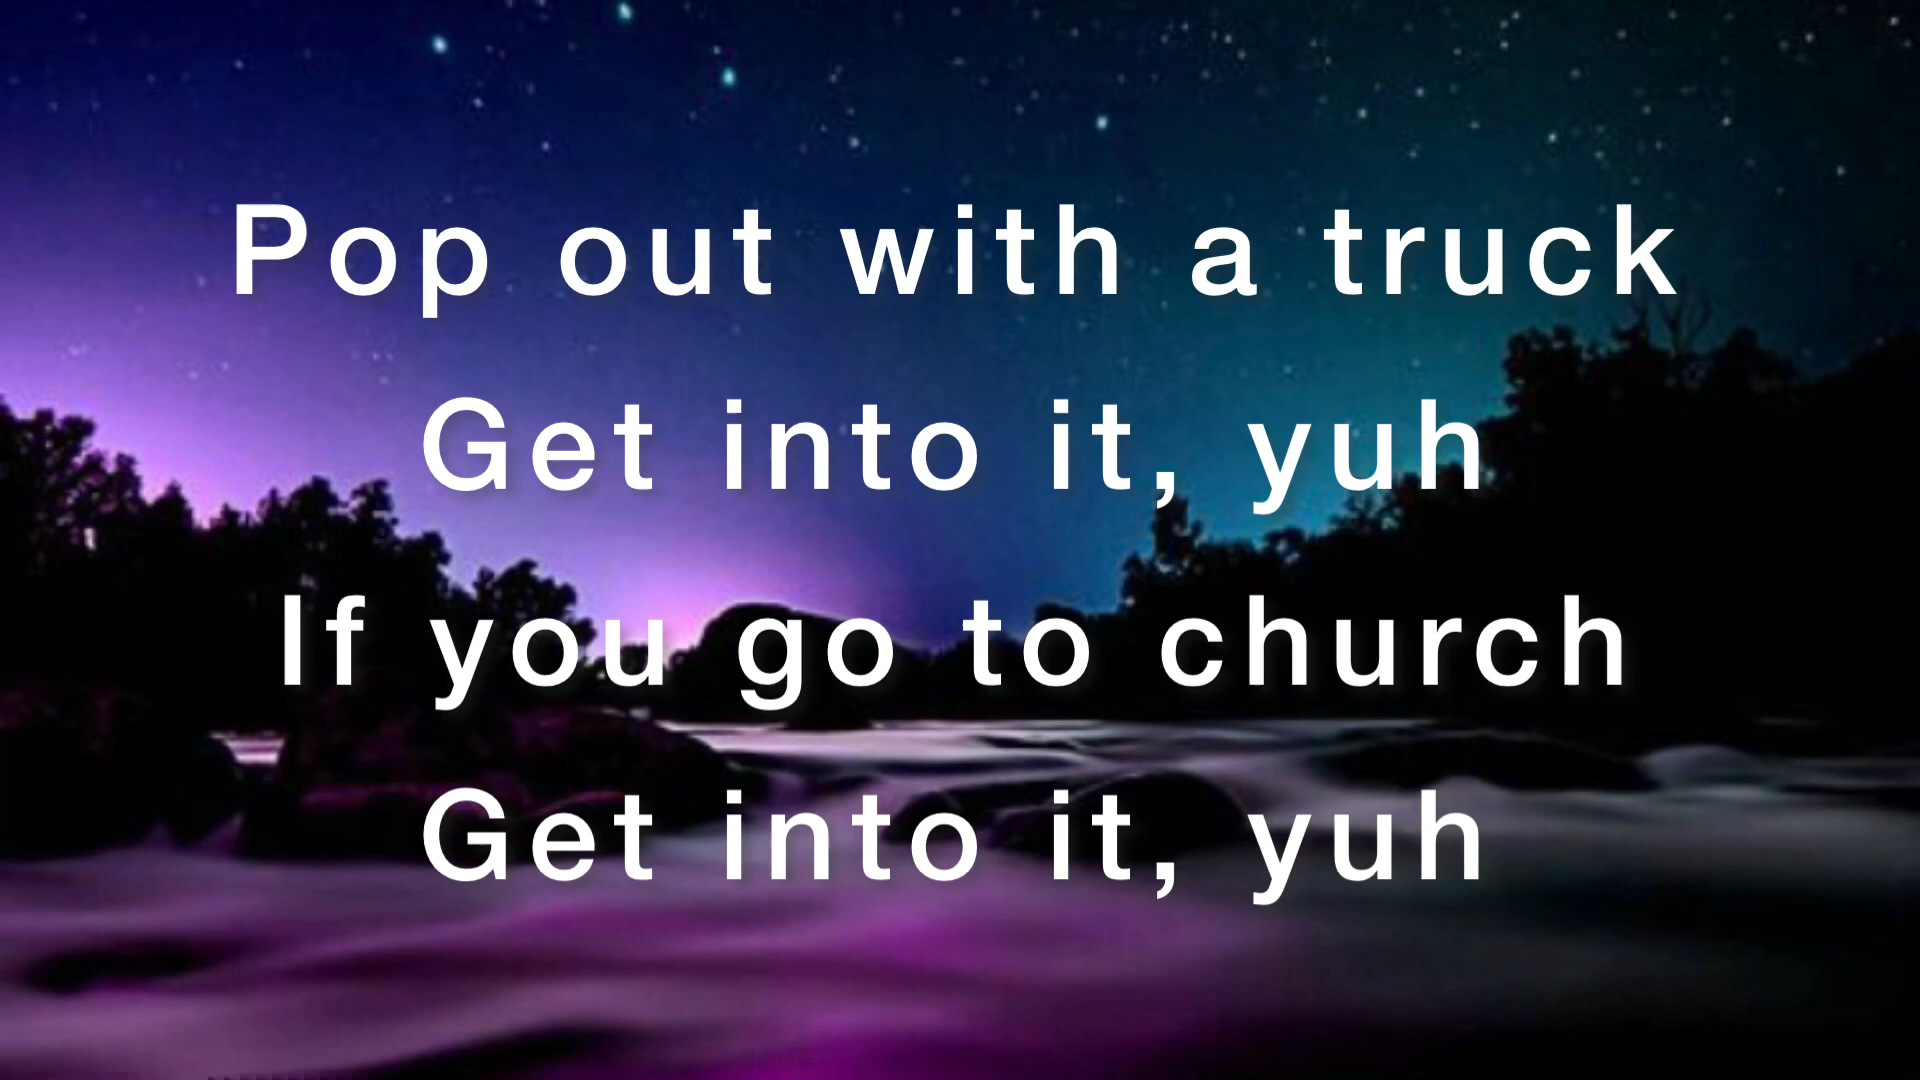 Pop out with a truck
Get into it, yuh
If you go to church
Get into it, yuh